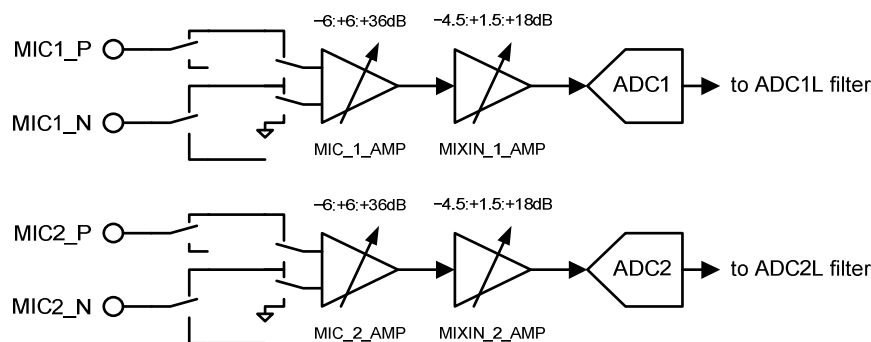 −6:+6:+36dB −4.5:+1.5:+18dB
MIC1_P
ADC1 to ADC1L filter
MIC1_N
MIC_1_AMP MIXIN_1_AMP
−6:+6:+36dB −4.5:+1.5:+18dB
MIC2_P
ADC2 to ADC2L filter
MIC2_N
MIC_2_AMP MIXIN_2_AMP